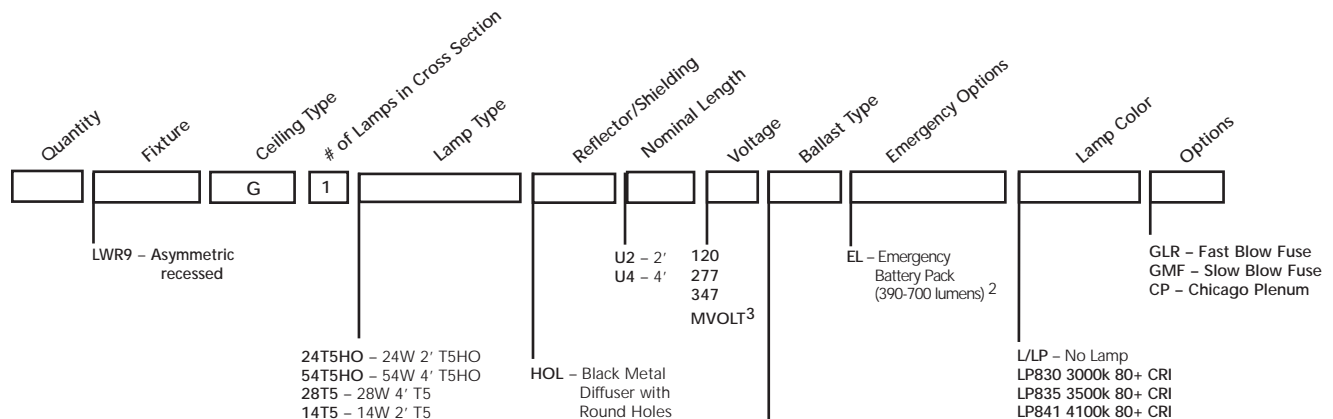 Quantity
Fixture
Ceiling Type
# of Lamps in Cross Section
Lamp Type
Reflector/Shielding
Nominal Length
Voltage
Ballast Type
Emergency Options
Lamp Color
Options
G
1
LWR9 – Asymmetric
recessed
24T5HO – 24W 2’ T5HO
54T5HO – 54W 4’ T5HO
28T5 – 28W 4’ T5
14T5 – 14W 2’ T5
HOL – Black Metal
Diffuser with
Round Holes
U2 – 2’
U4 – 4’
120
277
347
MVOLT3
EL – Emergency
Battery Pack
(390-700 lumens) 2
L/LP – No Lamp
LP830 3000k 80+ CRI
LP835 3500k 80+ CRI
LP841 4100k 80+ CRI
GLR – Fast Blow Fuse
GMF – Slow Blow Fuse
CP – Chicago Plenum